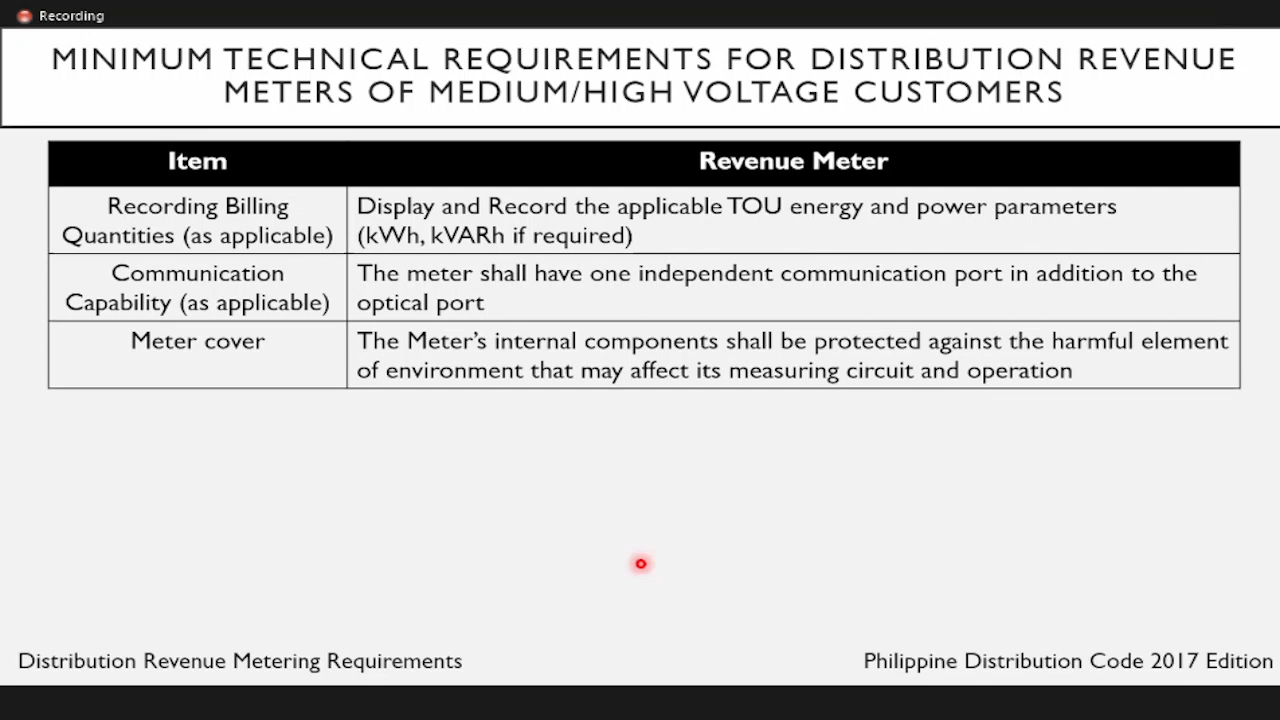 Recording
MINIMUM TECHNICAL REQUIREMENTS FOR DISTRIBUTION REVENUE
METERS OF MEDIUM/HIGH VOLTAGE CUSTOMERS
Item
Revenue Meter
Recording Billing
Quantities (as applicable)
Display and Record the applicable TOU energy and power parameters
(kWh, kVARh if required)
Communication
Capability (as applicable)
The meter shall have one independent communication port in addition to the
optical port
Meter cover
The Meter's internal components shall be protected against the harmful element
of environment that may affect its measuring circuit and operation
Distribution Revenue Metering Requirements
Philippine Distribution Code 2017 Edition